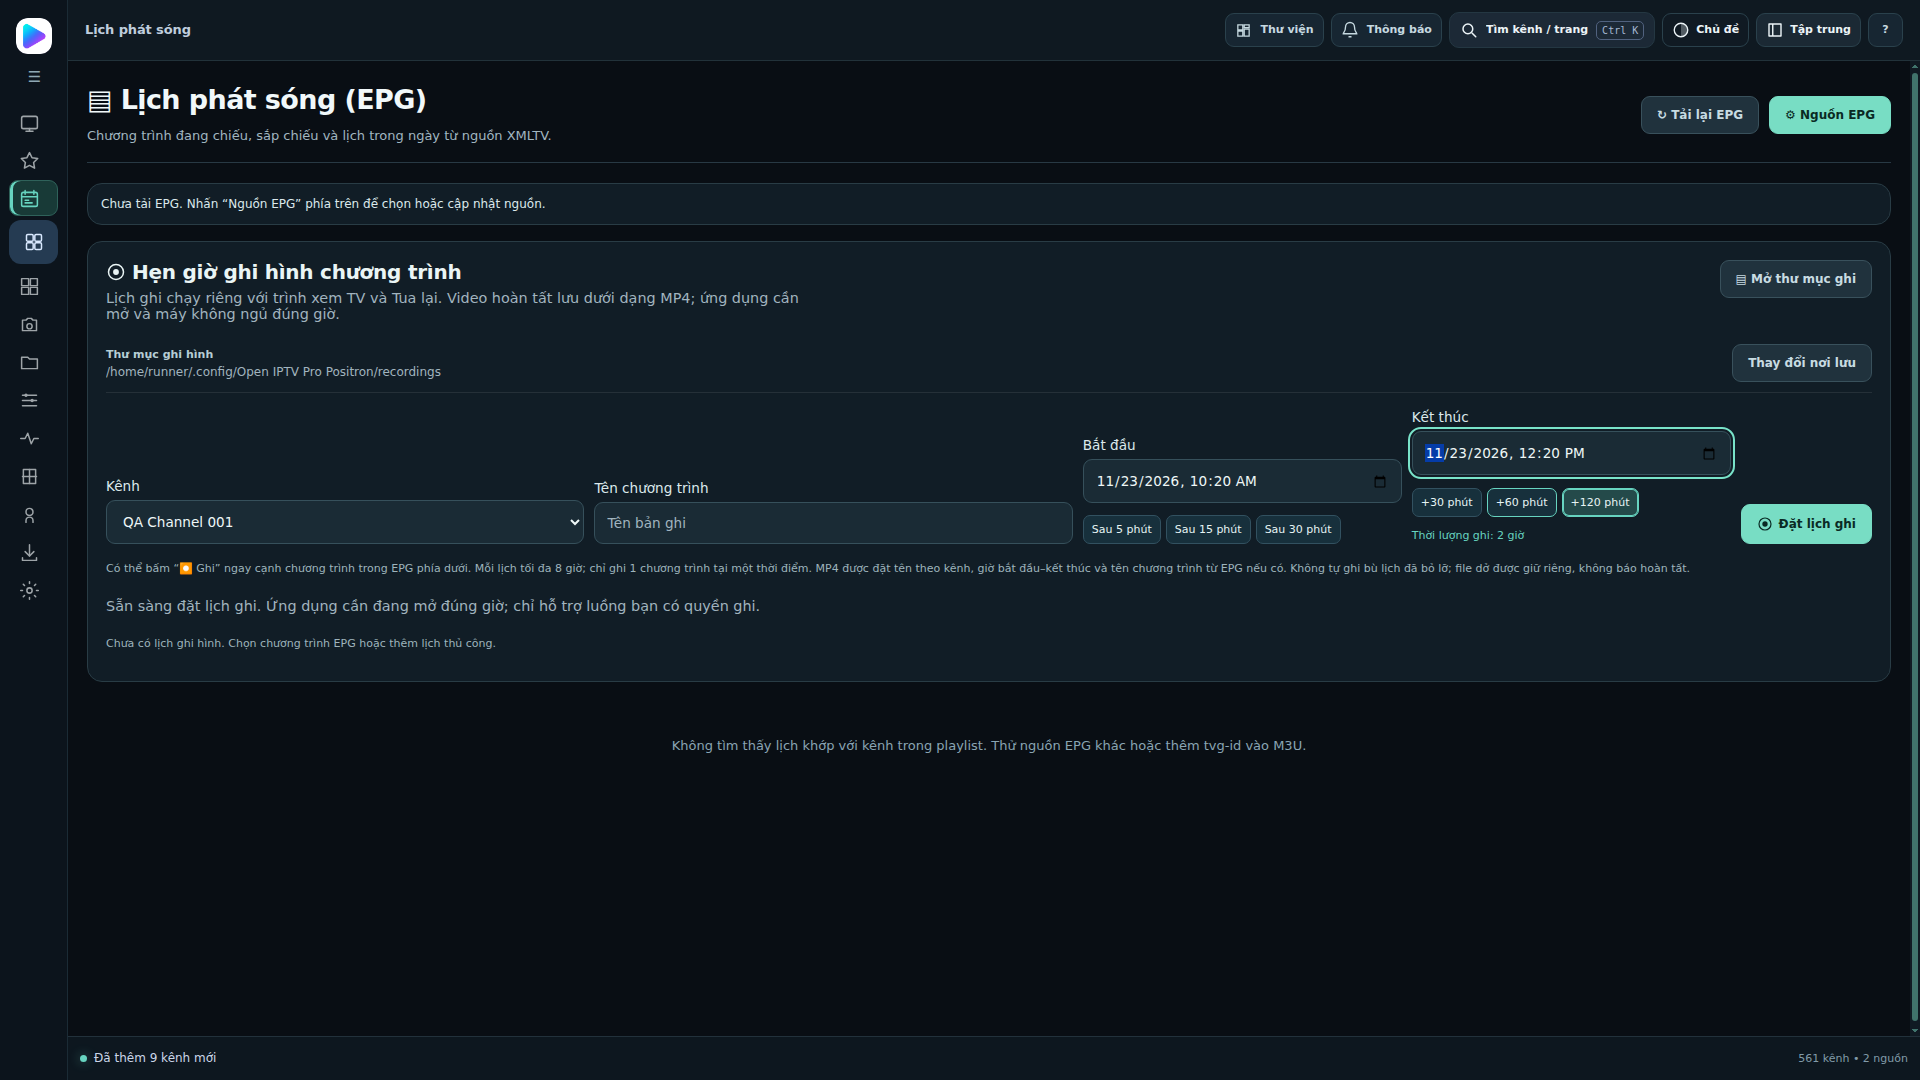 Lịch phát sóng
Thư viện
Thông báo
Tìm kênh / trang
Ctrl K
Chủ đề
Tập trung
?
Lịch phát sóng (EPG)
Chương trình đang chiếu, sắp chiếu và lịch trong ngày từ nguồn XMLTV.
↻ Tải lại EPG
⚙ Nguồn EPG
Chưa tải EPG. Nhấn “Nguồn EPG” phía trên để chọn hoặc cập nhật nguồn.
Hẹn giờ ghi hình chương trình
Lịch ghi chạy riêng với trình xem TV và Tua lại. Video hoàn tất lưu dưới dạng MP4; ứng dụng cần
mở và máy không ngủ đúng giờ.
Mở thư mục ghi
Thư mục ghi hình
/home/runner/.config/Open IPTV Pro Positron/recordings
Thay đổi nơi lưu
Kênh
QA Channel 001
Tên chương trình
Tên bản ghi
Bắt đầu
11/23/2026, 10:20 AM
Sau 5 phút
Sau 15 phút
Sau 30 phút
Kết thúc
11/23/2026, 12:20 PM
+30 phút
+60 phút
+120 phút
Thời lượng ghi: 2 giờ
Đặt lịch ghi
Có thể bấm “⏺ Ghi” ngay cạnh chương trình trong EPG phía dưới. Mỗi lịch tối đa 8 giờ; chỉ ghi 1 chương trình tại một thời điểm. MP4 được đặt tên theo kênh, giờ bắt đầu–kết thúc và tên chương trình từ EPG nếu có. Không tự ghi bù lịch đã bỏ lỡ; file dở được giữ riêng, không báo hoàn tất.
Sẵn sàng đặt lịch ghi. Ứng dụng cần đang mở đúng giờ; chỉ hỗ trợ luồng bạn có quyền ghi.
Chưa có lịch ghi hình. Chọn chương trình EPG hoặc thêm lịch thủ công.
Không tìm thấy lịch khớp với kênh trong playlist. Thử nguồn EPG khác hoặc thêm tvg-id vào M3U.
Đã thêm 9 kênh mới
561 kênh • 2 nguồn